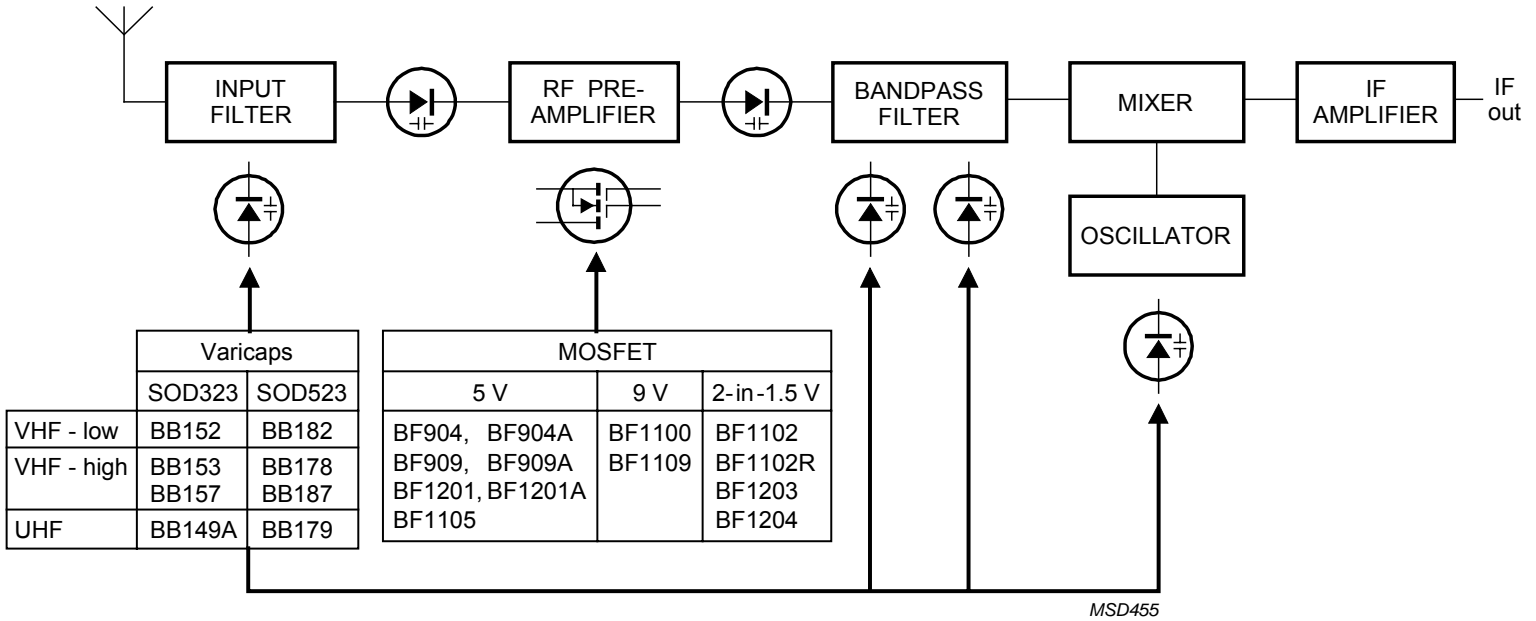 INPUT
FILTER
RF PRE-
AMPLIFIER
BANDPASS
FILTER
MIXER
IF
AMPLIFIER
IF
out
OSCILLATOR
Varicaps
SOD323 SOD523
VHF - low BB152 BB182
VHF - high BB153 BB178
BB157 BB187
UHF BB149A BB179
MOSFET
5 V 9 V 2-in-1.5 V
BF904, BF904A BF1100 BF1102
BF909, BF909A BF1109 BF1102R
BF1201, BF1201A BF1203
BF1105 BF1204
MSD455